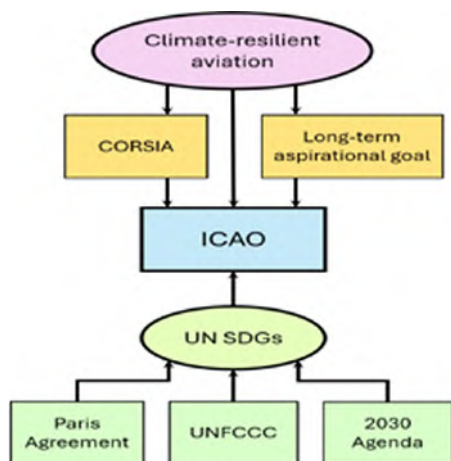 Climate-resilient
aviation
CORSIA
Long-term
aspirational goal
ICAO
UN SDGs
Paris
Agreement
UNFCCC
2030
Agenda